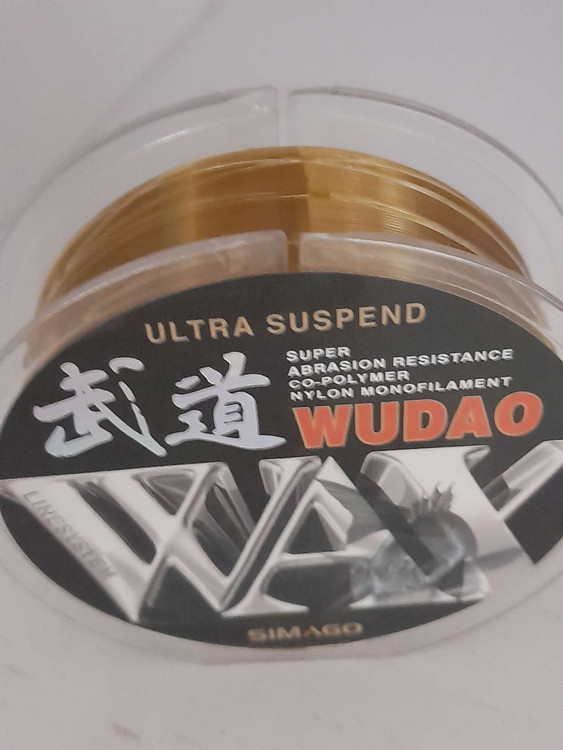 ULTRA SUSPEND
武道
SUPER
ABRASION RESISTANCE
CO-POLYMER
NYLON MONOFILAMENT
WUDAO
WAY
LINESYSTEM
SIMAGO